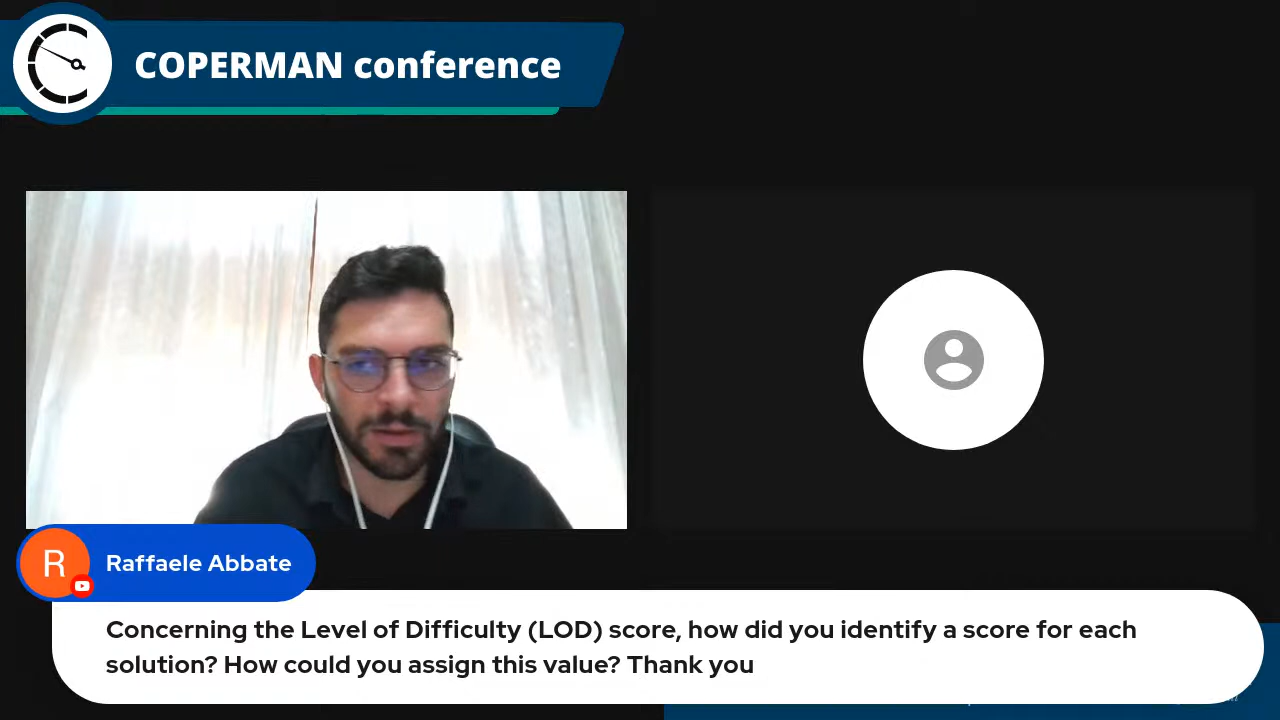 COPERMAN conference
R
Raffaele Abbate
Concerning the Level of Difficulty (LOD) score, how did you identify a score for each
solution? How could you assign this value? Thank you